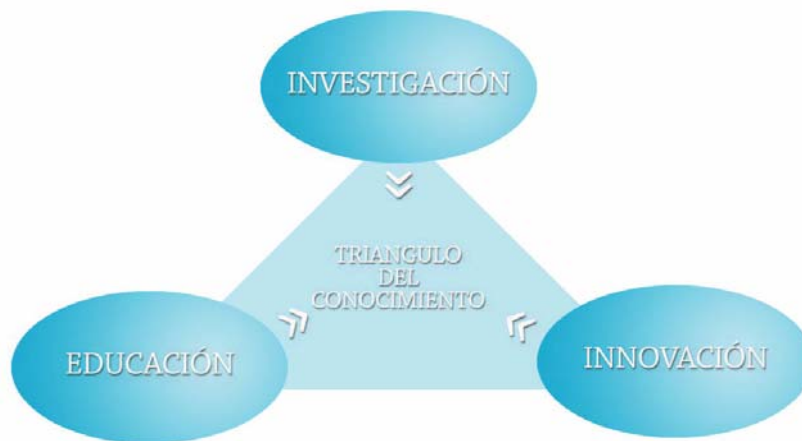 INVESTIGACIÓN
TRIANGULO
DEL
CONOCIMIENTO
EDUCACIÓN
INNOVACIÓN